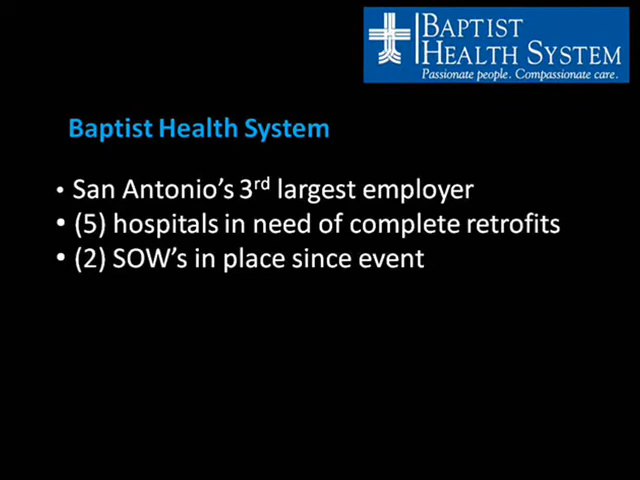 BAPTIST
HEALTH SYSTEM
Passionate people. Compassionate care.
Baptist Health System
• San Antonio's 3rd largest employer
• (5) hospitals in need of complete retrofits
• (2) SOW's in place since event